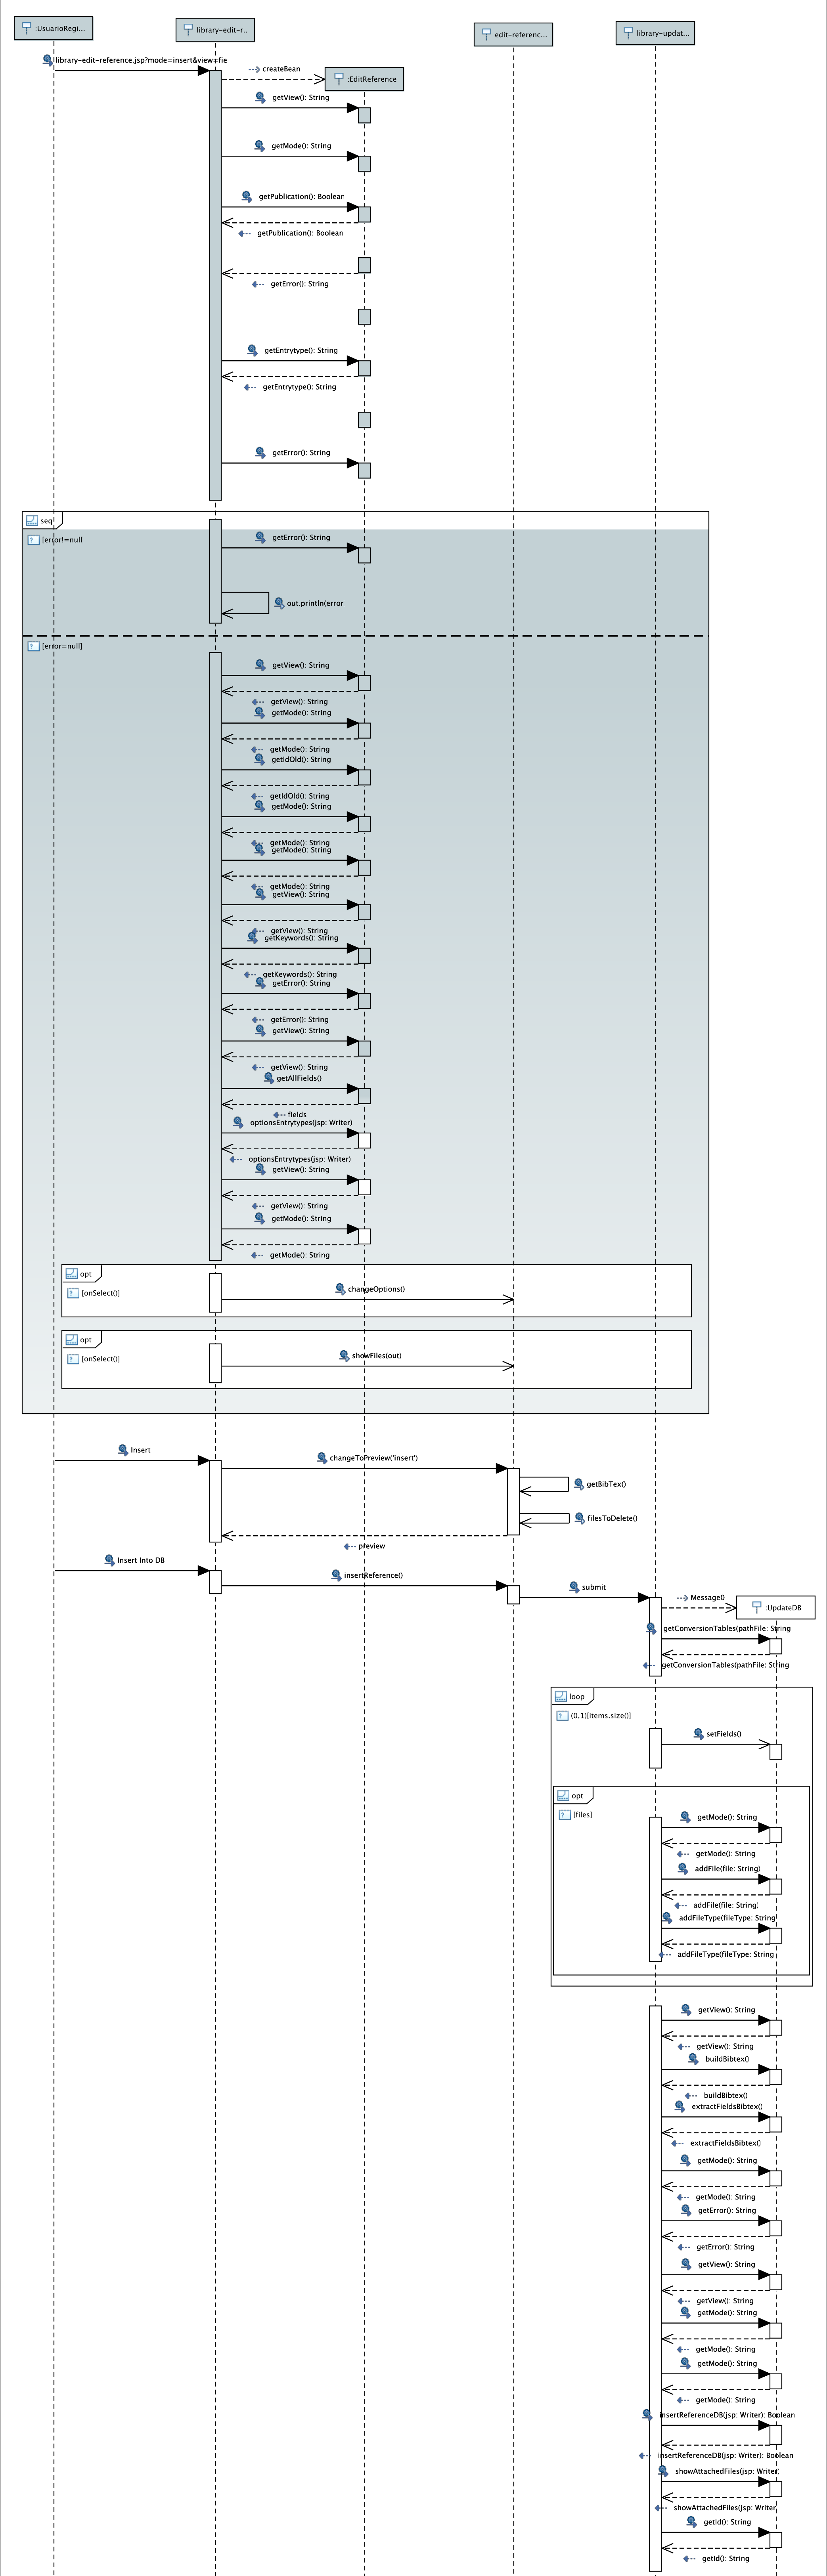 :UsuarioRegi...
library-edit-r..
edit-referenc...
library-updat...
library-edit-reference.jsp?mode=insert&view=fie
createBean
:EditReference
getView(): String
getMode(): String
getPublication(): Boolean
getPublication(): Boolean
getError(): String
getEntrytype(): String
getEntrytype(): String
getError(): String
seq
[error!=null
getError(): String
out.println(error
[error=null]
getView(): String
getView(): String
getMode(): String
getMode(): String
getIdOld(): String
getIdOld(): String
getMode(): String
getMode(): String
getMode(): String
getMode(): String
getView(): String
getView(): String
getKeywords(): String
getKeywords(): String
getError(): String
getError(): String
getView(): String
getView(): String
getAllFields()
fields
optionsEntrytypes(jsp: Writer)
optionsEntrytypes(jsp: Writer)
getView(): String
getView(): String
getMode(): String
getMode(): String
opt
[onSelect()]
changeOptions()
opt
[onSelect()]
showFiles(out)
Insert
changeToPreview('insert')
getBibTex()
filesToDelete()
preview
Insert Into DB
insertReference()
submit
Message0
:UpdateDB
getConversionTables(pathFile: String
getConversionTables(pathFile: String
loop
(0,1)[items.size()]
setFields()
opt
[files]
getMode(): String
getMode(): String
addFile(file: String)
addFile(file: String)
addFileType(fileType: String
addFileType(fileType: String
getView(): String
getView(): String
buildBibtex()
buildBibtex()
extractFieldsBibtex()
extractFieldsBibtex()
getMode(): String
getMode(): String
getError(): String
getError(): String
getView(): String
getView(): String
getMode(): String
getMode(): String
getMode(): String
getMode(): String
insertReferenceDB(jsp: Writer): Boolean
insertReferenceDB(jsp: Writer): Boolean
showAttachedFiles(jsp: Writer
showAttachedFiles(jsp: Writer
getId(): String
getId(): String